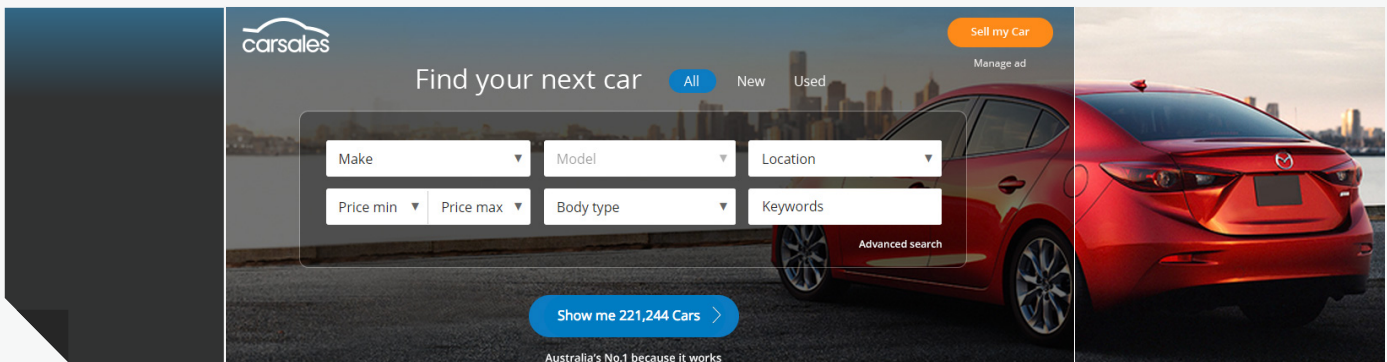 carsales
Sell my Car
Manage ad
Find your next car
All New Used
Make Model Location
Price min Price max Body type Keywords
Advanced search
Show me 221,244 Cars
Australia's No.1 because it works